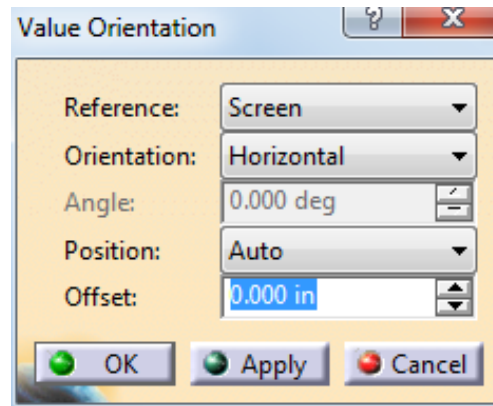 Value Orientation ?
Reference: Screen
Orientation: Horizontal
Angle: 0.000 deg
Position: Auto
Offset: 0.000 in
OK Apply Cancel